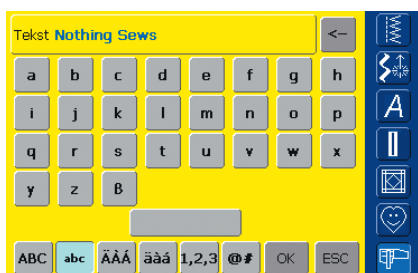 Tekst Nothing Sews <-
a b c d e f g h
i j k l m n o p
q r s t u v w x
y z ß
ABC abc ÄÀÁ äàá 1,2,3 @# OK ESC
A